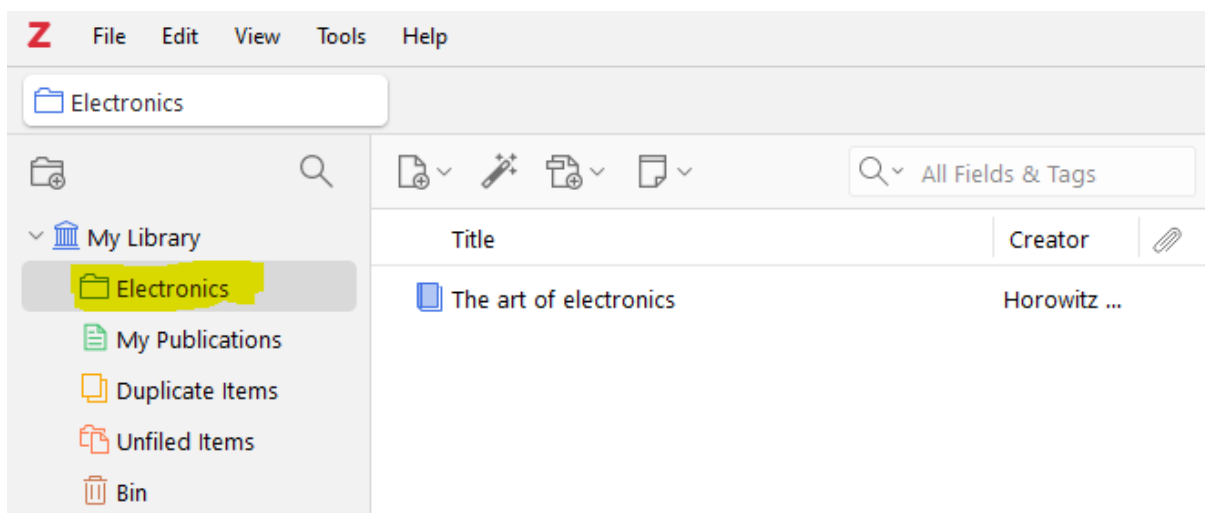 Z File Edit View Tools Help
Electronics
All Fields & Tags
My Library
Title Creator
Electronics
The art of electronics Horowitz ...
My Publications
Duplicate Items
Unfiled Items
Bin